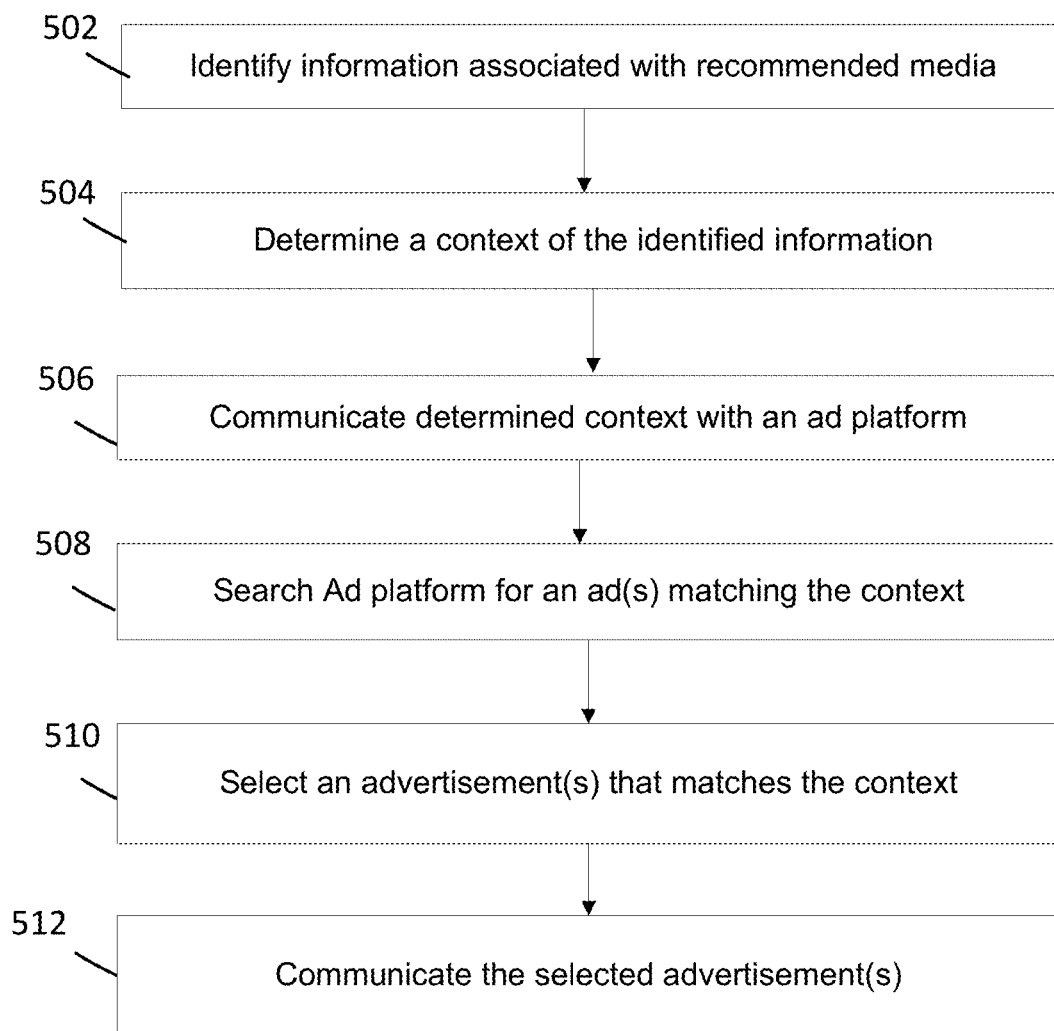 502
Identify information associated with recommended media
504
Determine a context of the identified information
506
Communicate determined context with an ad platform
508
Search Ad platform for an ad(s) matching the context
510
Select an advertisement(s) that matches the context
512
Communicate the selected advertisement(s)